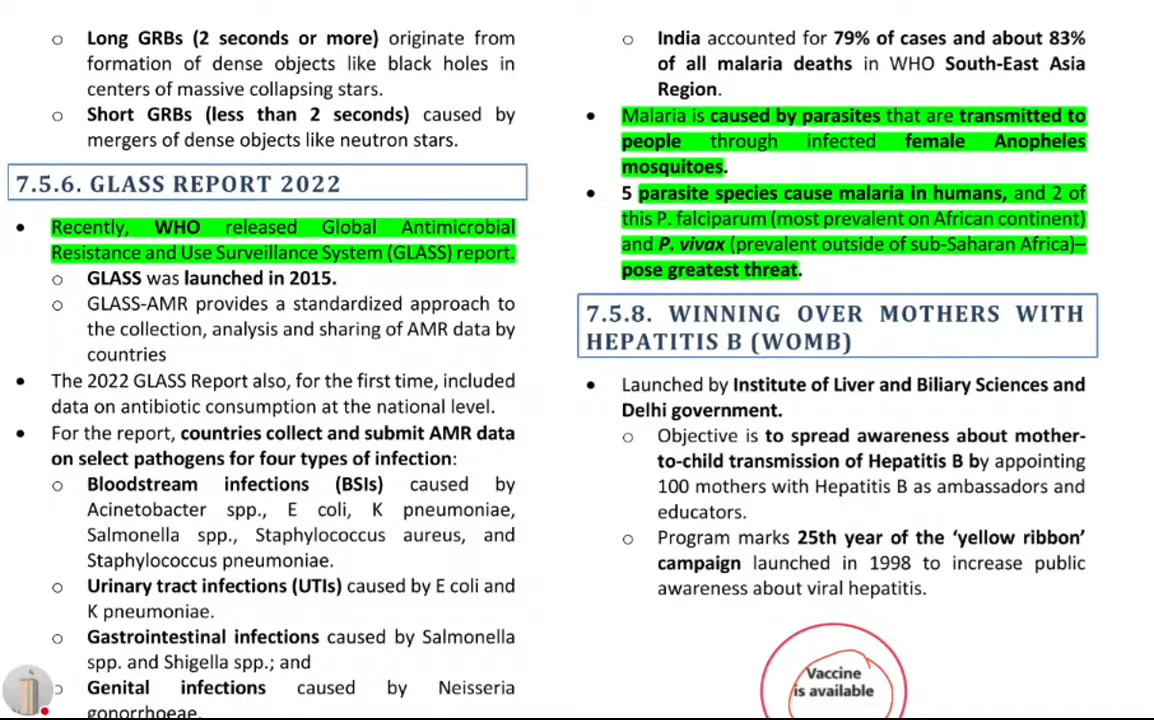 o Long GRBs (2 seconds or more) originate from
formation of dense objects like black holes in
centers of massive collapsing stars.
o Short GRBs (less than 2 seconds) caused by
mergers of dense objects like neutron stars.
7.5.6. GLASS REPORT 2022
• Recently, WHO released Global Antimicrobial
Resistance and Use Surveillance System (GLASS) report.
o GLASS was launched in 2015.
o GLASS-AMR provides a standardized approach to
the collection, analysis and sharing of AMR data by
countries
• The 2022 GLASS Report also, for the first time, included
data on antibiotic consumption at the national level.
• For the report, countries collect and submit AMR data
on select pathogens for four types of infection:
o Bloodstream infections (BSIs) caused by
Acinetobacter spp., E coli, K pneumoniae,
Salmonella spp., Staphylococcus aureus, and
Staphylococcus pneumoniae.
o Urinary tract infections (UTIs) caused by E coli and
K pneumoniae.
o Gastrointestinal infections caused by Salmonella
spp. and Shigella spp.; and
o Genital infections caused by Neisseria
gonorrhoeae.
o India accounted for 79% of cases and about 83%
of all malaria deaths in WHO South-East Asia
Region.
• Malaria is caused by parasites that are transmitted to
people through infected female Anopheles
mosquitoes.
• 5 parasite species cause malaria in humans, and 2 of
this P. falciparum (most prevalent on African continent)
and P. vivax (prevalent outside of sub-Saharan Africa)–
pose greatest threat.
7.5.8. WINNING OVER MOTHERS WITH
HEPATITIS B (WOMB)
• Launched by Institute of Liver and Biliary Sciences and
Delhi government.
o Objective is to spread awareness about mother-
to-child transmission of Hepatitis B by appointing
100 mothers with Hepatitis B as ambassadors and
educators.
o Program marks 25th year of the ‘yellow ribbon’
campaign launched in 1998 to increase public
awareness about viral hepatitis.
Vaccine
is available